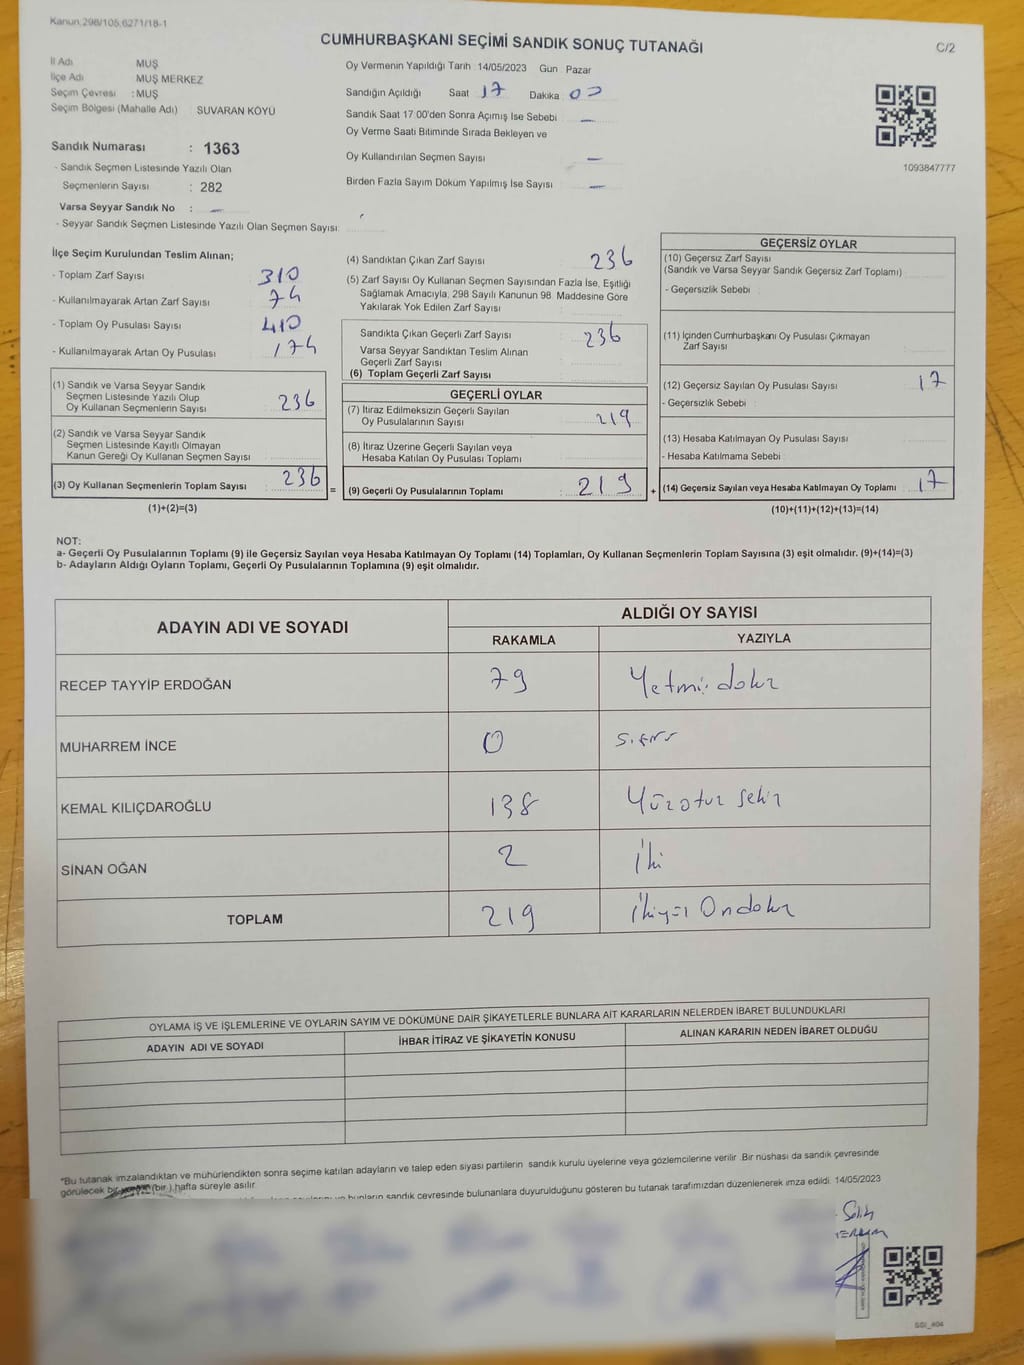 Kanun:298/105,6271/18-1
CUMHURBAŞKANI SEÇİMİ SANDIK SONUÇ TUTANAĞI
C/2
İl Adı MUŞ
İlçe Adı MUŞ MERKEZ
Seçim Çevresi : MUŞ
Seçim Bölgesi (Mahalle Adı) SUVARAN KÖYÜ
Oy Vermenin Yapıldığı Tarih 14/05/2023 Gün Pazar
Sandığın Açıldığı Saat 17 Dakika 00
Sandık Saat 17 00'den Sonra Açılmış İse Sebebi —
Oy Verme Saati Bitiminde Sırada Bekleyen ve
Oy Kullandırılan Seçmen Sayısı —
Birden Fazla Sayım Döküm Yapılmış İse Sayısı —
1093847777
Sandık Numarası : 1363
- Sandık Seçmen Listesinde Yazılı Olan
Seçmenlerin Sayısı : 282
Varsa Seyyar Sandık No : —
- Seyyar Sandık Seçmen Listesinde Yazılı Olan Seçmen Sayısı:
İlçe Seçim Kurulundan Teslim Alınan;
- Toplam Zarf Sayısı 310
- Kullanılmayarak Artan Zarf Sayısı 74
- Toplam Oy Pusulası Sayısı 410
- Kullanılmayarak Artan Oy Pusulası 174
(1) Sandık ve Varsa Seyyar Sandık
Seçmen Listesinde Yazılı Olup
Oy Kullanan Seçmenlerin Sayısı 236
(2) Sandık ve Varsa Seyyar Sandık
Seçmen Listesinde Kayıtlı Olmayan
Kanun Gereği Oy Kullanan Seçmen Sayısı
(3) Oy Kullanan Seçmenlerin Toplam Sayısı 236
(1)+(2)=(3)
(4) Sandıktan Çıkan Zarf Sayısı 236
(5) Zarf Sayısı Oy Kullanan Seçmen Sayısından Fazla İse, Eşitliği
Sağlamak Amacıyla, 298 Sayılı Kanunun 98. Maddesine Göre
Yakılarak Yok Edilen Zarf Sayısı
Sandıkta Çıkan Geçerli Zarf Sayısı 236
Varsa Seyyar Sandıktan Teslim Alınan
Geçerli Zarf Sayısı
(6) Toplam Geçerli Zarf Sayısı
GEÇERLİ OYLAR
(7) İtiraz Edilmeksizin Geçerli Sayılan
Oy Pusulalarının Sayısı 219
(8) İtiraz Üzerine Geçerli Sayılan veya
Hesaba Katılan Oy Pusulası Toplamı
= (9) Geçerli Oy Pusulalarının Toplamı 219 +
GEÇERSİZ OYLAR
(10) Geçersiz Zarf Sayısı
(Sandık ve Varsa Seyyar Sandık Geçersiz Zarf Toplamı)
- Geçersizlik Sebebi
(11) İçinden Cumhurbaşkanı Oy Pusulası Çıkmayan
Zarf Sayısı
(12) Geçersiz Sayılan Oy Pusulası Sayısı 17
- Geçersizlik Sebebi
(13) Hesaba Katılmayan Oy Pusulası Sayısı
- Hesaba Katılmama Sebebi
(14) Geçersiz Sayılan veya Hesaba Katılmayan Oy Toplamı 17
(10)+(11)+(12)+(13)=(14)
NOT:
a- Geçerli Oy Pusulalarının Toplamı (9) ile Geçersiz Sayılan veya Hesaba Katılmayan Oy Toplamı (14) Toplamları, Oy Kullanan Seçmenlerin Toplam Sayısına (3) eşit olmalıdır. (9)+(14)=(3)
b- Adayların Aldığı Oyların Toplamı, Geçerli Oy Pusulalarının Toplamına (9) eşit olmalıdır.
ADAYIN ADI VE SOYADI
ALDIĞI OY SAYISI
RAKAMLA YAZIYLA
RECEP TAYYİP ERDOĞAN 79 Yetmiş dokuz
MUHARREM İNCE 0 sıfır
KEMAL KILIÇDAROĞLU 138 Yüzotuz sekiz
SİNAN OĞAN 2 İki
TOPLAM 219 İkiyüz Ondokuz
OYLAMA İŞ VE İŞLEMLERİNE VE OYLARIN SAYIM VE DÖKÜMÜNE DAİR ŞİKAYETLERLE BUNLARA AİT KARARLARIN NELERDEN İBARET BULUNDUKLARI
ADAYIN ADI VE SOYADI İHBAR İTİRAZ VE ŞİKAYETİN KONUSU ALINAN KARARIN NEDEN İBARET OLDUĞU
"Bu tutanak imzalandıktan ve mühürlendikten sonra seçime katılan adayların ve talep eden siyasi partilerin sandık kurulu üyelerine veya gözlemcilerine verilir .Bir nüshası da sandık çevresinde
görülecek bir (bir ) hafta süreyle asılır.
bunların sandık çevresinde bulunanlara duyurulduğunu gösteren bu tutanak tarafımızdan düzenlenerek imza edildi. 14/05/2023
SSI_404